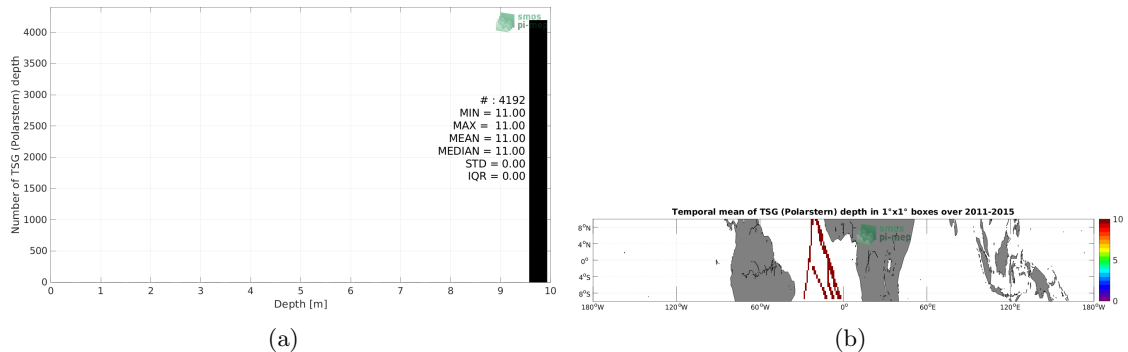 smos
pi-mep
Number of TSG (Polarstern) depth
4000
3500
3000
2500
2000
1500
1000
500
0
# : 4192
MIN = 11.00
MAX =  11.00
MEAN = 11.00
MEDIAN = 11.00
STD = 0.00
IQR = 0.00
0 1 2 3 4 5 6 7 8 9 10
Depth [m]
(a)
Temporal mean of TSG (Polarstern) depth in 1°x1° boxes over 2011-2015
smos
pi-mep
8°N
4°N
0°
4°S
8°S
180°W 120°W 60°W 0°E 60°E 120°E 180°W
10
5
0
(b)